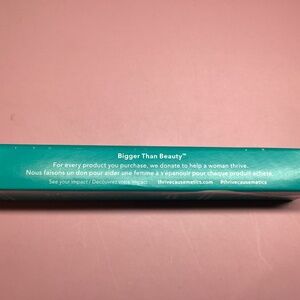 Bigger Than Beauty™
For every product you purchase, we donate to help a woman thrive.
Nous faisons un don pour aider une femme à s'épanouir pour chaque produit acheté.
See your impact / Découvrez votre impact thrivecausemetics.com #thrivecausemetics